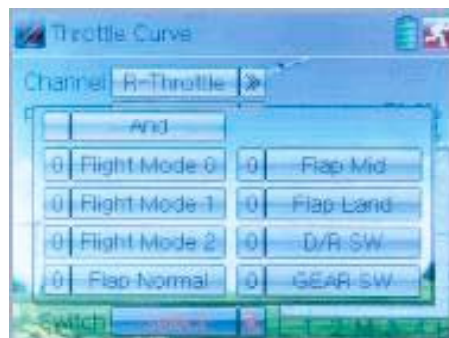 Throttle Curve
Channel R-Throttle
And
0 Flight Mode 0 0 Flap Mid
0 Flight Mode 1 0 Flap Land
0 Flight Mode 2 0 D/R SW
0 Flap Normal 0 GEAR SW
Switch Select